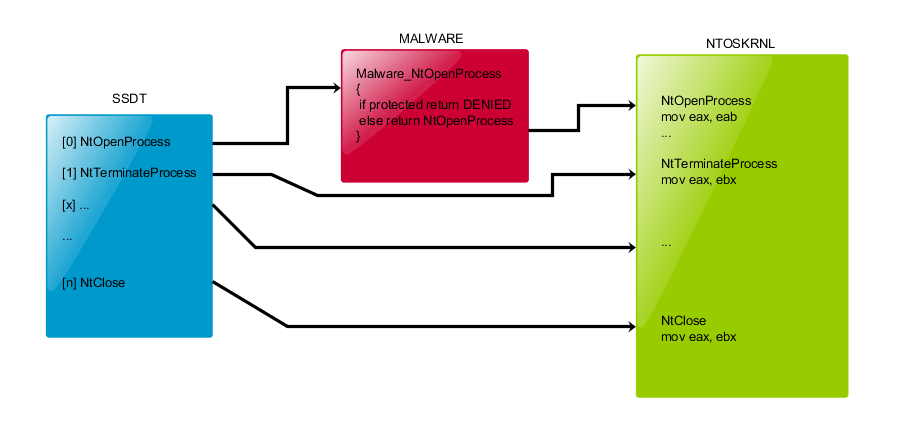 SSDT
[0] NtOpenProcess
[1] NtTerminateProcess
[x] ...
...
[n] NtClose
MALWARE
Malware_NtOpenProcess
{
if protected return DENIED
else return NtOpenProcess
}
NTOSKRNL
NtOpenProcess
mov eax, eab
...
NtTerminateProcess
mov eax, ebx
...
NtClose
mov eax, ebx